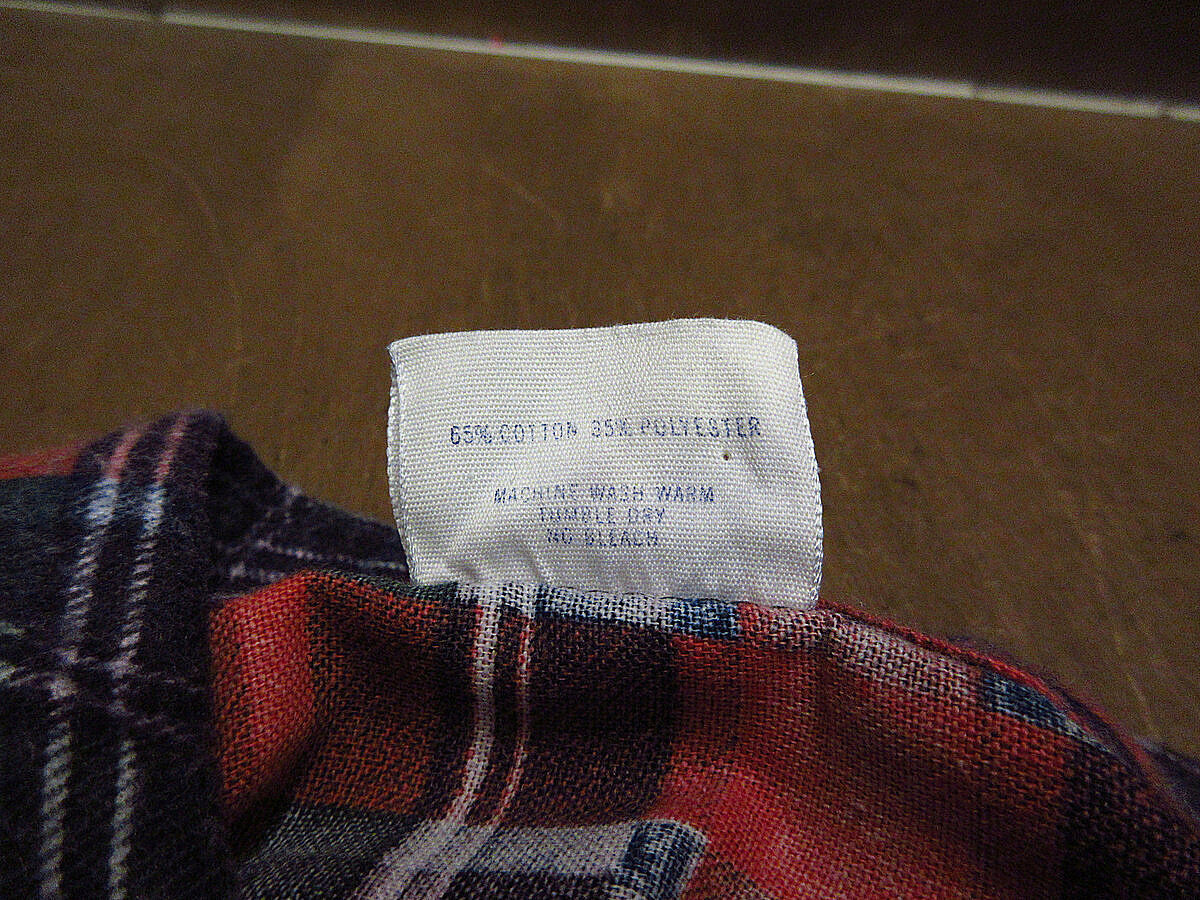 65% COTTON 35% POLYESTER
MACHINE WASH WARM
TUMBLE DRY
NO BLEACH